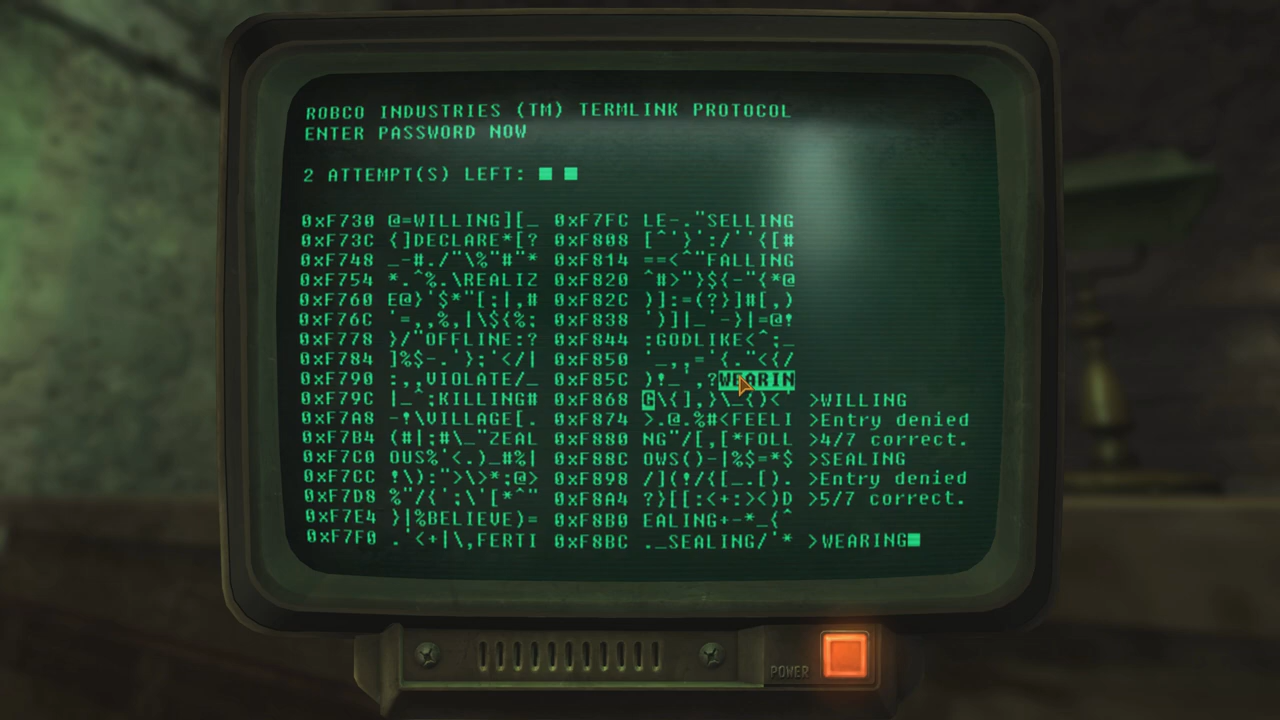 ROBCO INDUSTRIES (TM) TERMLINK PROTOCOL
ENTER PASSWORD NOW
2 ATTEMPT(S) LEFT: ■ ■
0xF730 @=WILLING][_ 0xF7FC LE-."SELLING
0xF73C {]DECLARE*[? 0xF808 [^'}':/''{[#
0xF748 _-#./"\%"#"* 0xF814 ==<^"FALLING
0xF754 *.^%.\REALIZ 0xF820 ^#>"}${-"{*@
0xF760 E@}'$*"[;|,# 0xF82C )]:=(?}]#[,)
0xF76C '=,,%,|\${%; 0xF838 ')]|_'-}|=@!
0xF778 }/"OFFLINE:? 0xF844 :GODLIKE<^;_
0xF784 ]%$-.'};'</| 0xF850 '_,,='{."<{/
0xF790 :,,VIOLATE/_ 0xF85C )!_',?WEARIN
0xF79C |_^;KILLING# 0xF868 G\{],}\_{)<' >WILLING
0xF7A8 -!\VILLAGE[. 0xF874 >.@.%#<FEELI >Entry denied
0xF7B4 (#|;#\_"ZEAL 0xF880 NG"/[,[*FOLL >4/7 correct.
0xF7C0 OUS%'<.)_#%| 0xF88C OWS()-|%$=*$ >SEALING
0xF7CC !\):">\>*;@> 0xF898 /](!/{[_.[). >Entry denied
0xF7D8 %"/{';\'[*^" 0xF8A4 ?}[[:<+:><)D >5/7 correct.
0xF7E4 }|%BELIEVE)= 0xF8B0 EALING+-*_{^
0xF7F0 .'<+|\,FERTI 0xF8BC ._SEALING/'* >WEARING■
POWER